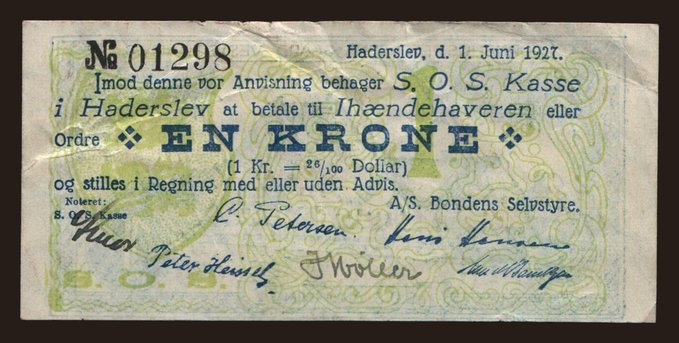 No 01298
Haderslev, d. 1. Juni 1927.
Imod denne vor Anvisning behager S. O. S. Kasse
i Haderslev at betale til Ihændehaveren eller
Ordre EN KRONE
(1 Kr. = 26/100 Dollar)
og stilles i Regning med eller uden Advis.
Noteret:
S. O. S. Kasse
A/S. Bondens Selvstyre.
C. Petersen.
Peter
J Möller
S. O. S.
1